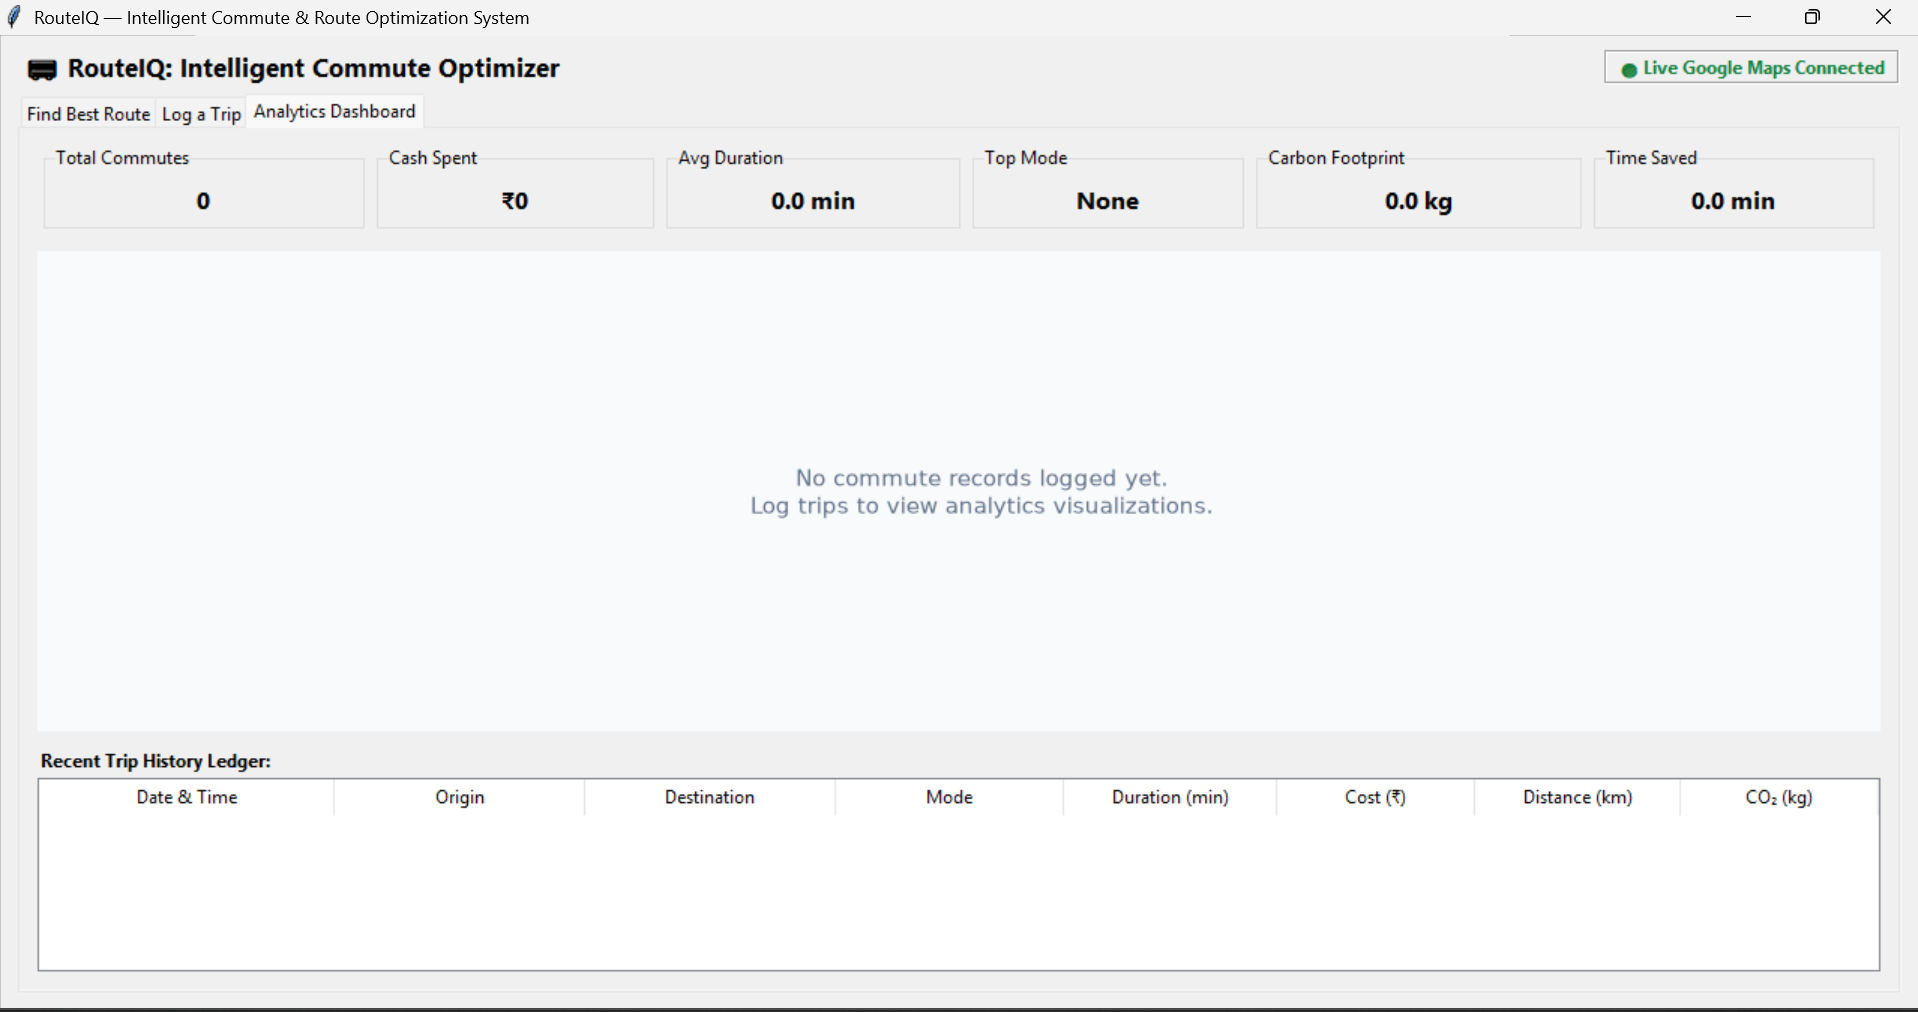 RouteIQ — Intelligent Commute & Route Optimization System
RouteIQ: Intelligent Commute Optimizer
Live Google Maps Connected
Find Best Route
Log a Trip
Analytics Dashboard
Total Commutes
0
Cash Spent
₹0
Avg Duration
0.0 min
Top Mode
None
Carbon Footprint
0.0 kg
Time Saved
0.0 min
No commute records logged yet.
Log trips to view analytics visualizations.
Recent Trip History Ledger:
Date & Time
Origin
Destination
Mode
Duration (min)
Cost (₹)
Distance (km)
CO₂ (kg)